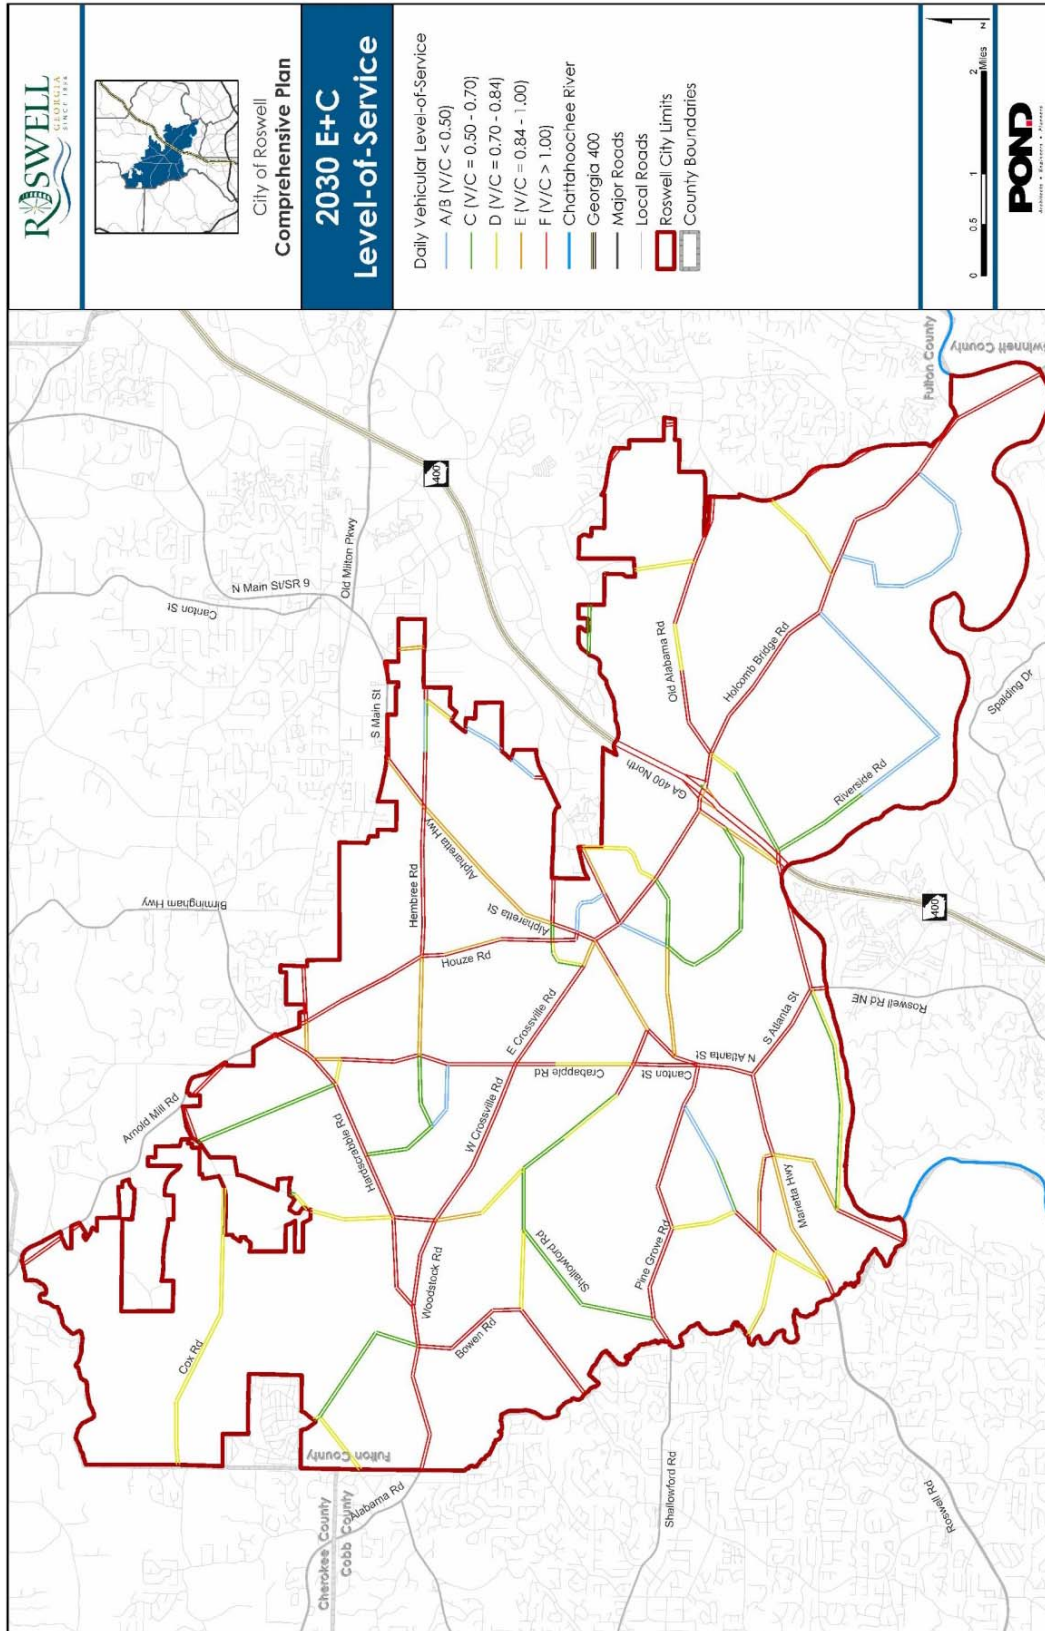 ROSWELL
GEORGIA
SINCE 1854
City of Roswell
Comprehensive Plan
2030 E+C
Level-of-Service
Daily Vehicular Level-of-Service
A/B (V/C < 0.50)
C (V/C = 0.50 - 0.70)
D (V/C = 0.70 - 0.84)
E (V/C = 0.84 - 1.00)
F (V/C > 1.00)
Chattahoochee River
Georgia 400
Major Roads
Local Roads
Roswell City Limits
County Boundaries
N
0 0.5 1 2
Miles
POND
Architects • Engineers • Planners
Canton St
N Main St/SR 9
Old Milton Pkwy
400
S Main St
Birmingham Hwy
Arnold Mill Rd
Hembree Rd
Alpharetta Hwy
Alpharetta St
Houze Rd
GA 400 North
Old Alabama Rd
Holcomb Bridge Rd
Riverside Rd
Spalding Dr
Fulton County
Gwinnett County
Hardscrabble Rd
E Crossville Rd
W Crossville Rd
Crabapple Rd
Canton St
N Atlanta St
S Atlanta St
Roswell Rd NE
400
Cox Rd
Woodstock Rd
Bowen Rd
Shallowford Rd
Pine Grove Rd
Marietta Hwy
Fulton County
Cherokee County
Cobb County
Alabama Rd
Shallowford Rd
Roswell Rd